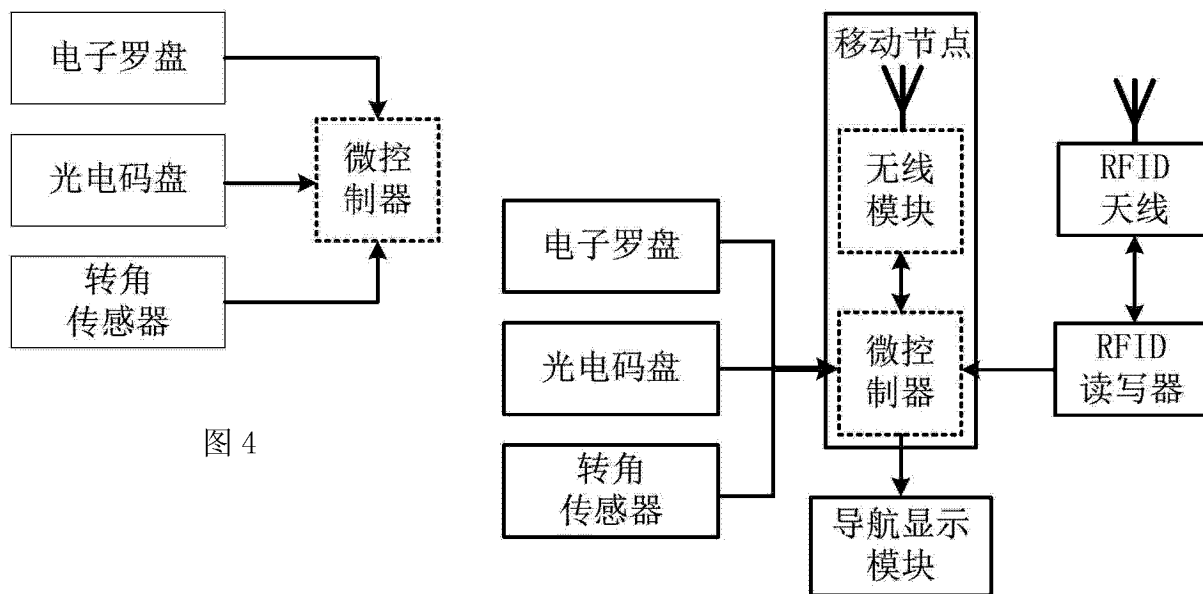 电子罗盘
光电码盘
转角
传感器
微控
制器
图 4
移动节点
无线
模块
电子罗盘
光电码盘
转角
传感器
微控
制器
导航显示
模块
RFID
天线
RFID
读写器